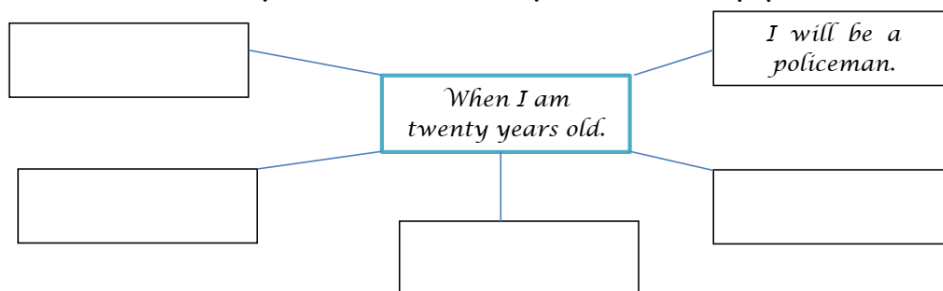 I will be a
policeman.
When I am
twenty years old.